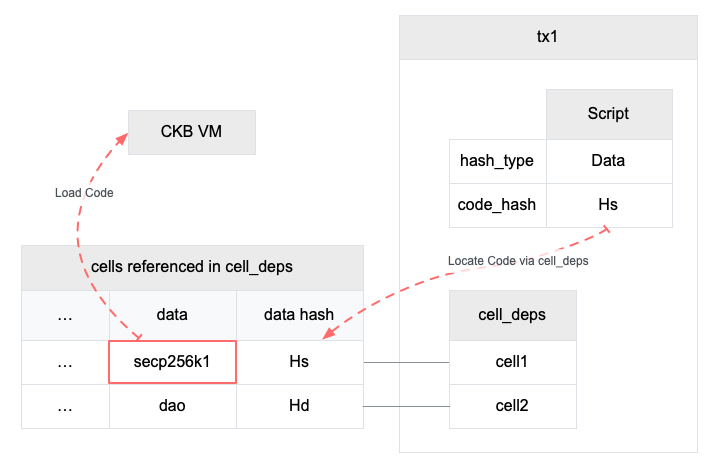 tx1
CKB VM
Script
hash_type Data
code_hash Hs
Load Code
Locate Code via cell_deps
cells referenced in cell_deps
... data data hash
... secp256k1 Hs
... dao Hd
cell_deps
cell1
cell2